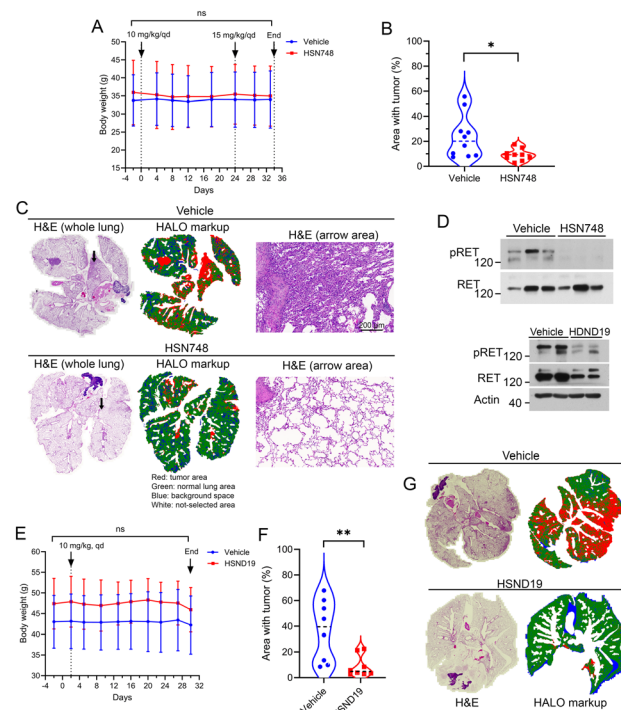 A
ns
10 mg/kg/qd
15 mg/kg/qd
End
Vehicle
HSN748
Body weight (g)
45
40
35
30
25
20
15
-4 0 4 8 12 16 20 24 28 32 36
Days
B
*
Area with tumor (%)
80
60
40
20
0
Vehicle
HSN748
C
Vehicle
H&E (whole lung)
HALO markup
H&E (arrow area)
200 µm
HSN748
H&E (whole lung)
HALO markup
H&E (arrow area)
Red: tumor area
Green: normal lung area
Blue: background space
White: not-selected area
D
Vehicle HSN748
pRET
120
RET
120
Vehicle HDND19
pRET
120
RET
120
Actin
40
E
ns
10 mg/kg, qd
End
Vehicle
HSND19
Body weight (g)
60
55
50
45
40
35
30
-4 0 4 8 12 16 20 24 28 32
Days
F
**
Area with tumor (%)
100
80
60
40
20
0
Vehicle
HSND19
G
Vehicle
HSND19
H&E
HALO markup